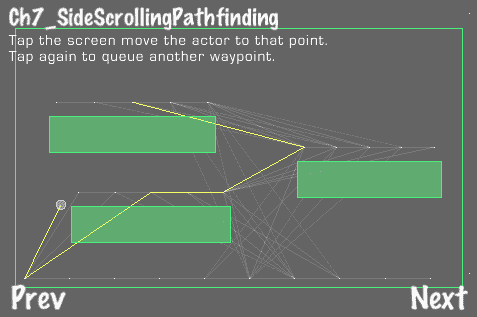 Ch7_SideScrollingPathfinding
Tap the screen move the actor to that point.
Tap again to queue another waypoint.
Prev
Next